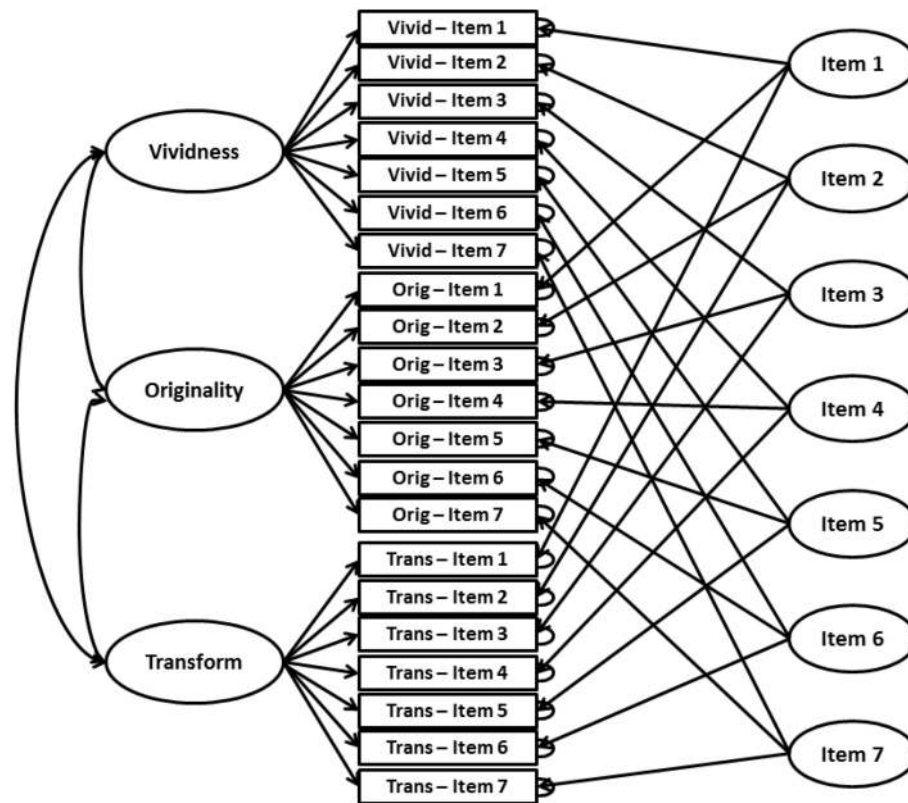 Vividness
Originality
Transform
Vivid – Item 1
Vivid – Item 2
Vivid – Item 3
Vivid – Item 4
Vivid – Item 5
Vivid – Item 6
Vivid – Item 7
Orig – Item 1
Orig – Item 2
Orig – Item 3
Orig – Item 4
Orig – Item 5
Orig – Item 6
Orig – Item 7
Trans – Item 1
Trans – Item 2
Trans – Item 3
Trans – Item 4
Trans – Item 5
Trans – Item 6
Trans – Item 7
Item 1
Item 2
Item 3
Item 4
Item 5
Item 6
Item 7